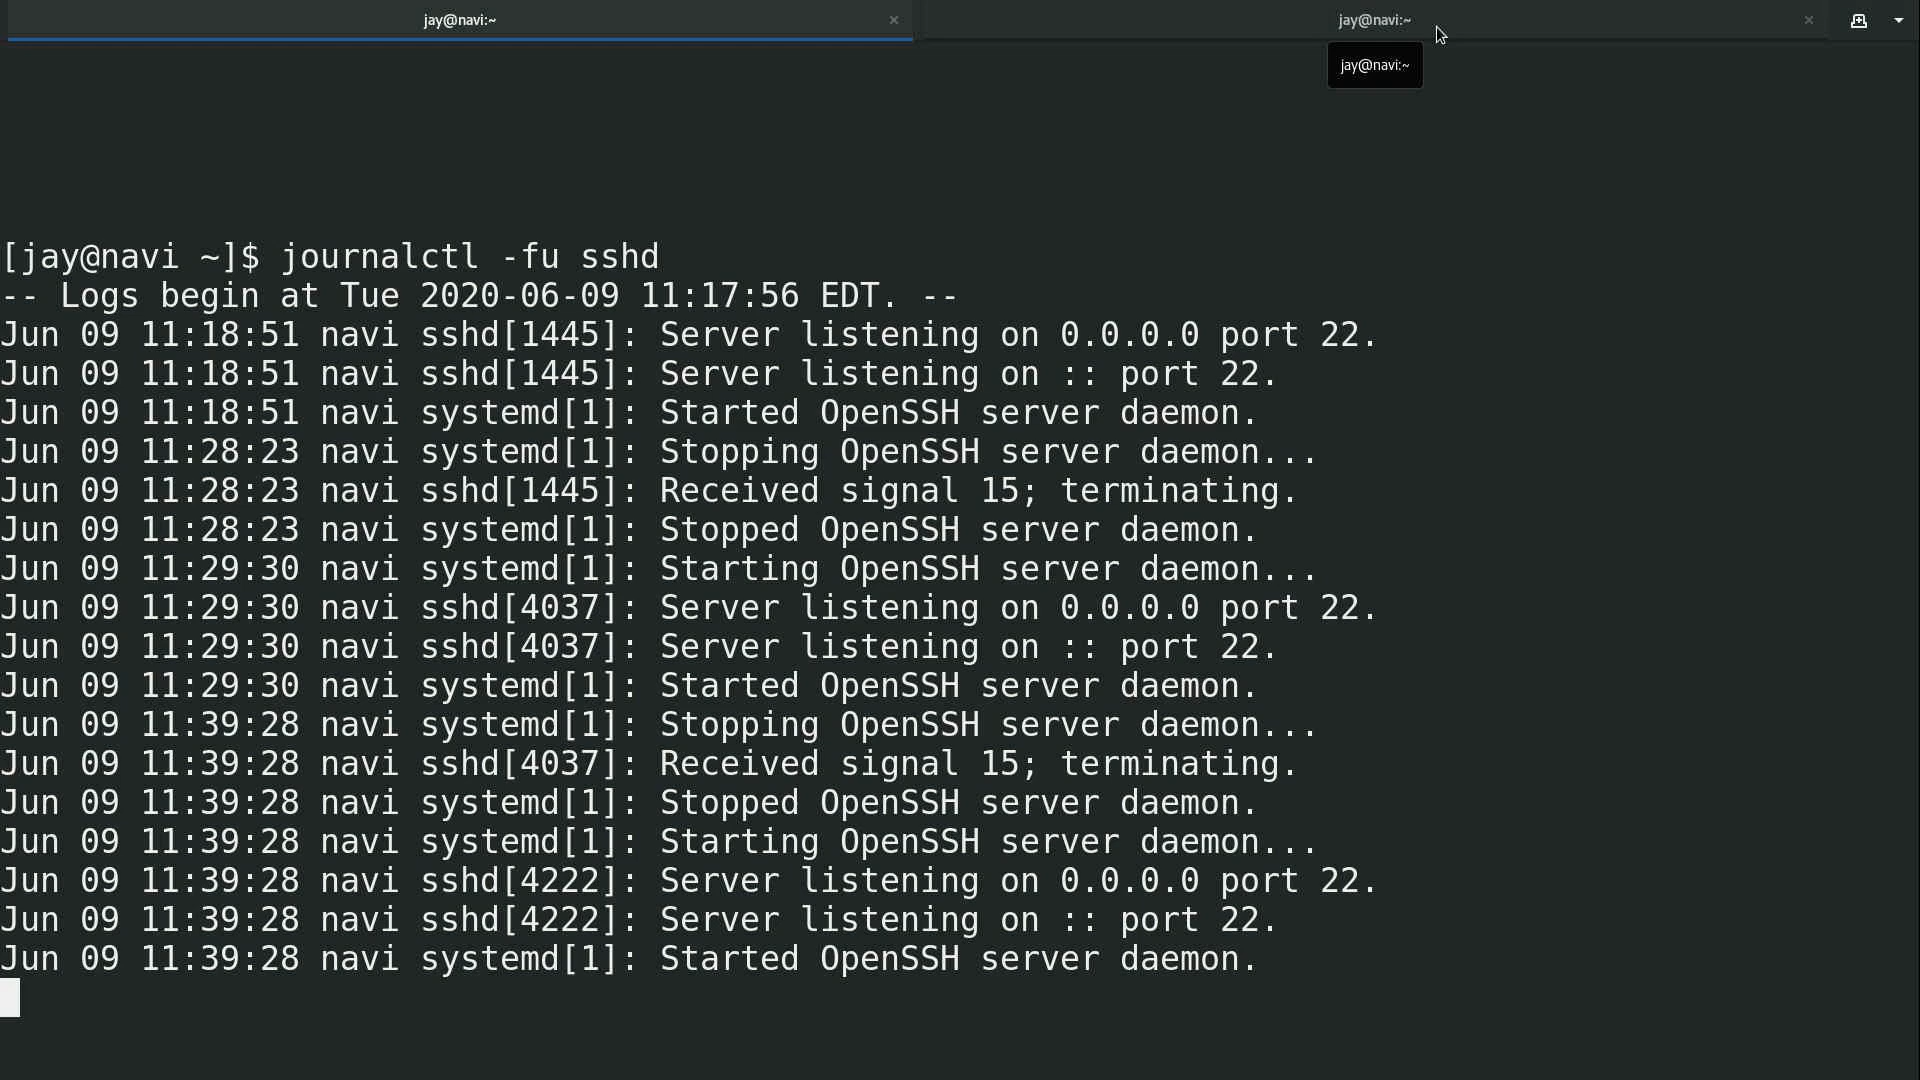 jay@navi:~ × jay@navi:~ ×
jay@navi:~
[jay@navi ~]$ journalctl -fu sshd
-- Logs begin at Tue 2020-06-09 11:17:56 EDT. --
Jun 09 11:18:51 navi sshd[1445]: Server listening on 0.0.0.0 port 22.
Jun 09 11:18:51 navi sshd[1445]: Server listening on :: port 22.
Jun 09 11:18:51 navi systemd[1]: Started OpenSSH server daemon.
Jun 09 11:28:23 navi systemd[1]: Stopping OpenSSH server daemon...
Jun 09 11:28:23 navi sshd[1445]: Received signal 15; terminating.
Jun 09 11:28:23 navi systemd[1]: Stopped OpenSSH server daemon.
Jun 09 11:29:30 navi systemd[1]: Starting OpenSSH server daemon...
Jun 09 11:29:30 navi sshd[4037]: Server listening on 0.0.0.0 port 22.
Jun 09 11:29:30 navi sshd[4037]: Server listening on :: port 22.
Jun 09 11:29:30 navi systemd[1]: Started OpenSSH server daemon.
Jun 09 11:39:28 navi systemd[1]: Stopping OpenSSH server daemon...
Jun 09 11:39:28 navi sshd[4037]: Received signal 15; terminating.
Jun 09 11:39:28 navi systemd[1]: Stopped OpenSSH server daemon.
Jun 09 11:39:28 navi systemd[1]: Starting OpenSSH server daemon...
Jun 09 11:39:28 navi sshd[4222]: Server listening on 0.0.0.0 port 22.
Jun 09 11:39:28 navi sshd[4222]: Server listening on :: port 22.
Jun 09 11:39:28 navi systemd[1]: Started OpenSSH server daemon.